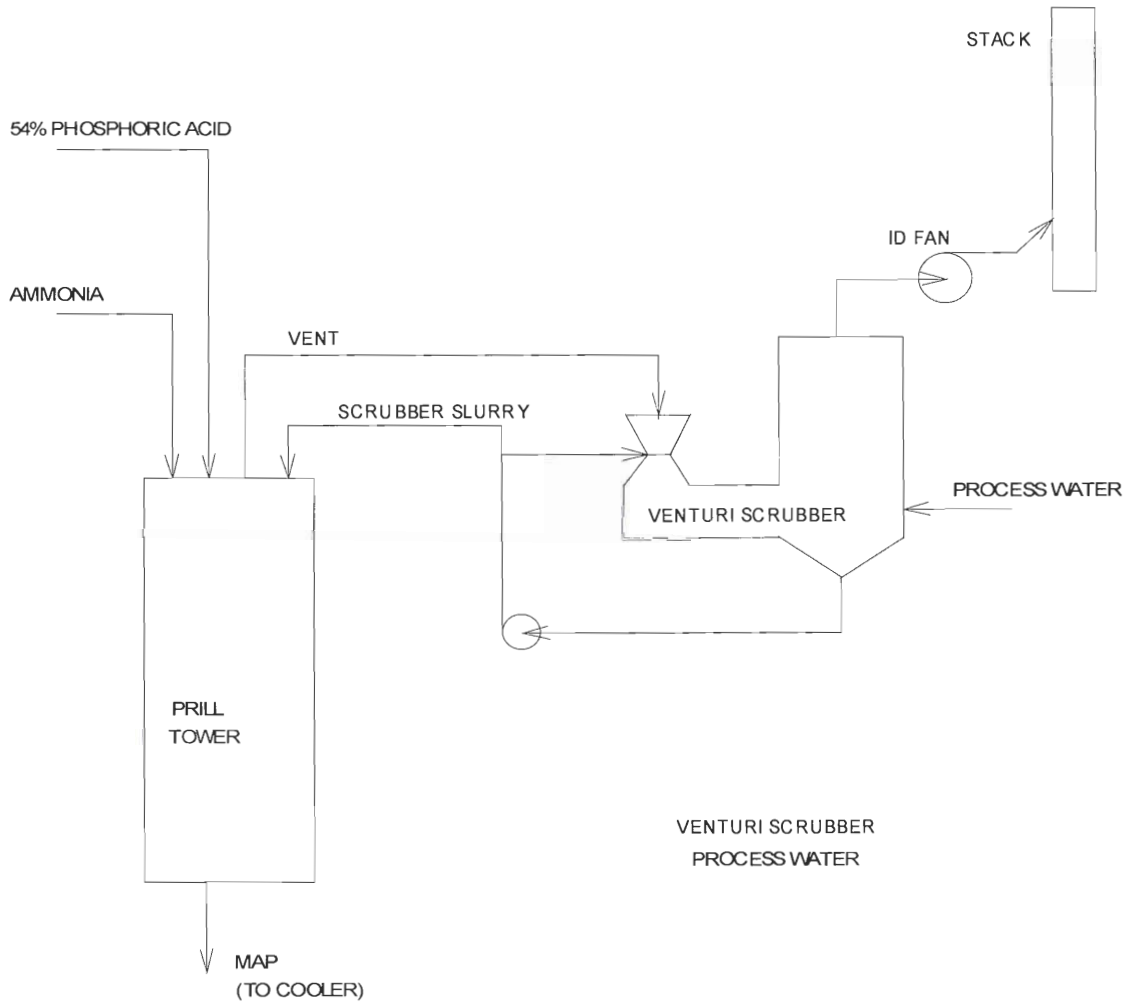 STACK
54% PHOSPHORIC ACID
ID FAN
AMMONIA
VENT
SCRUBBER SLURRY
PROCESS WATER
VENTURI SCRUBBER
PRILL
TOWER
VENTURI SCRUBBER
PROCESS WATER
MAP
(TO COOLER)